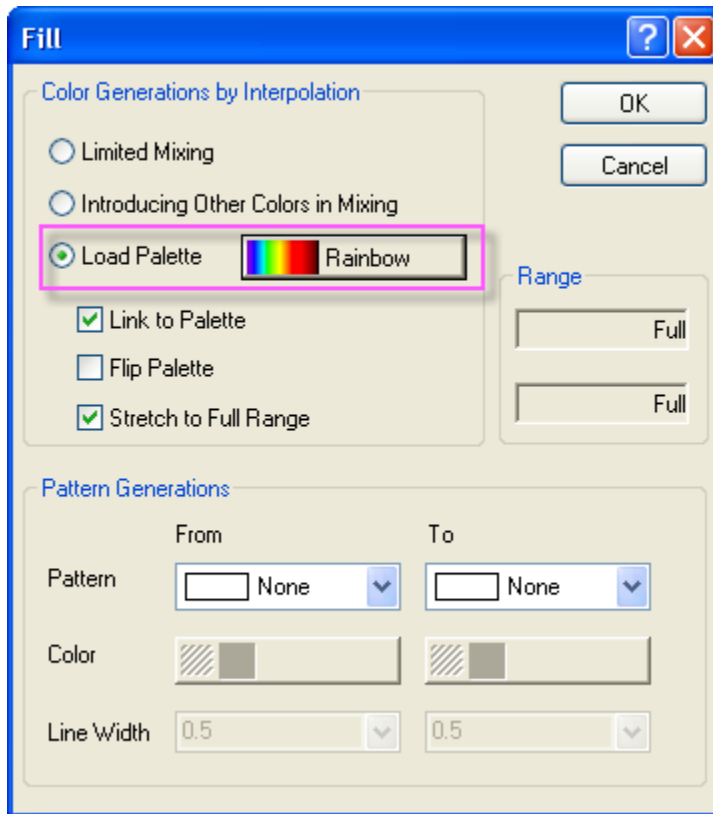 Fill
Color Generations by Interpolation
OK
Limited Mixing
Cancel
Introducing Other Colors in Mixing
Load Palette Rainbow
Range
Link to Palette
Full
Flip Palette
Full
Stretch to Full Range
Pattern Generations
From To
Pattern None None
Color
Line Width 0.5 0.5